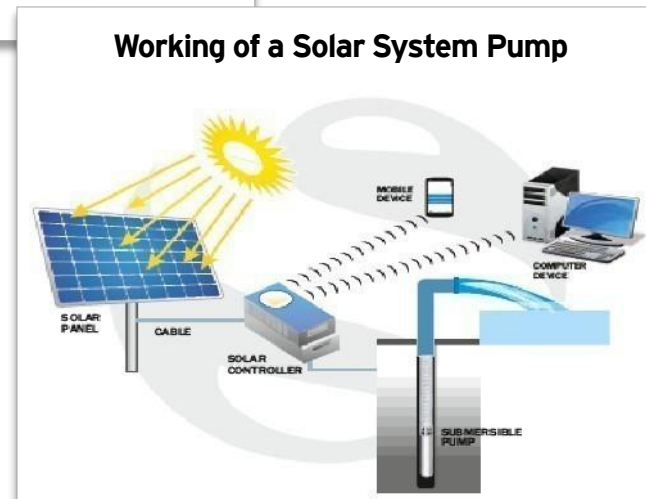 Working of a Solar System Pump
MOBILE
DEVICE
COMPUTER
DEVICE
SOLAR
PANEL
CABLE
SOLAR
CONTROLLER
SUBMERSIBLE
PUMP